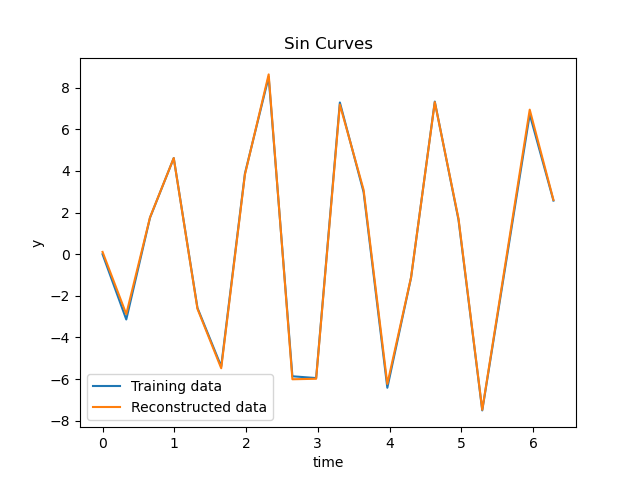 Sin Curves
y
8
6
4
2
0
−2
−4
−6
−8
Training data
Reconstructed data
0 1 2 3 4 5 6
time